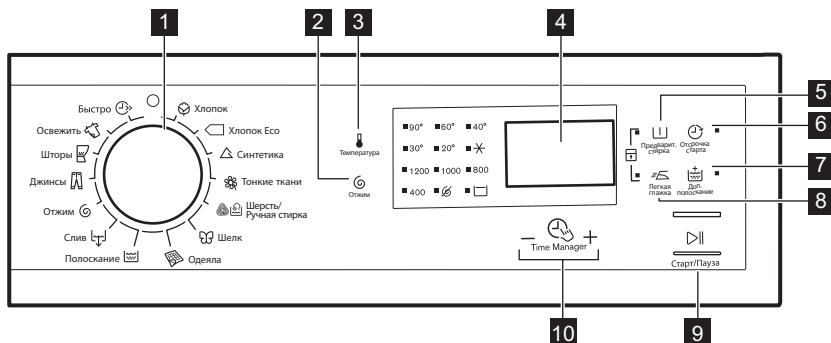 1
2
3
4
5
6
7
8
9
10
Быстро
Освежить
Шторы
Джинсы
Отжим
Слив
Полоскание
Хлопок
Хлопок Eco
Синтетика
Тонкие ткани
Шерсть/
Ручная стирка
Шелк
Одеяла
Температура
Отжим
90° 60° 40°
30° 20°
1200 1000 800
400
Time Manager
Предварит.
стирка
Отсрочка
старта
Легкая
глажка
Доп.
полоскание
Старт/Пауза